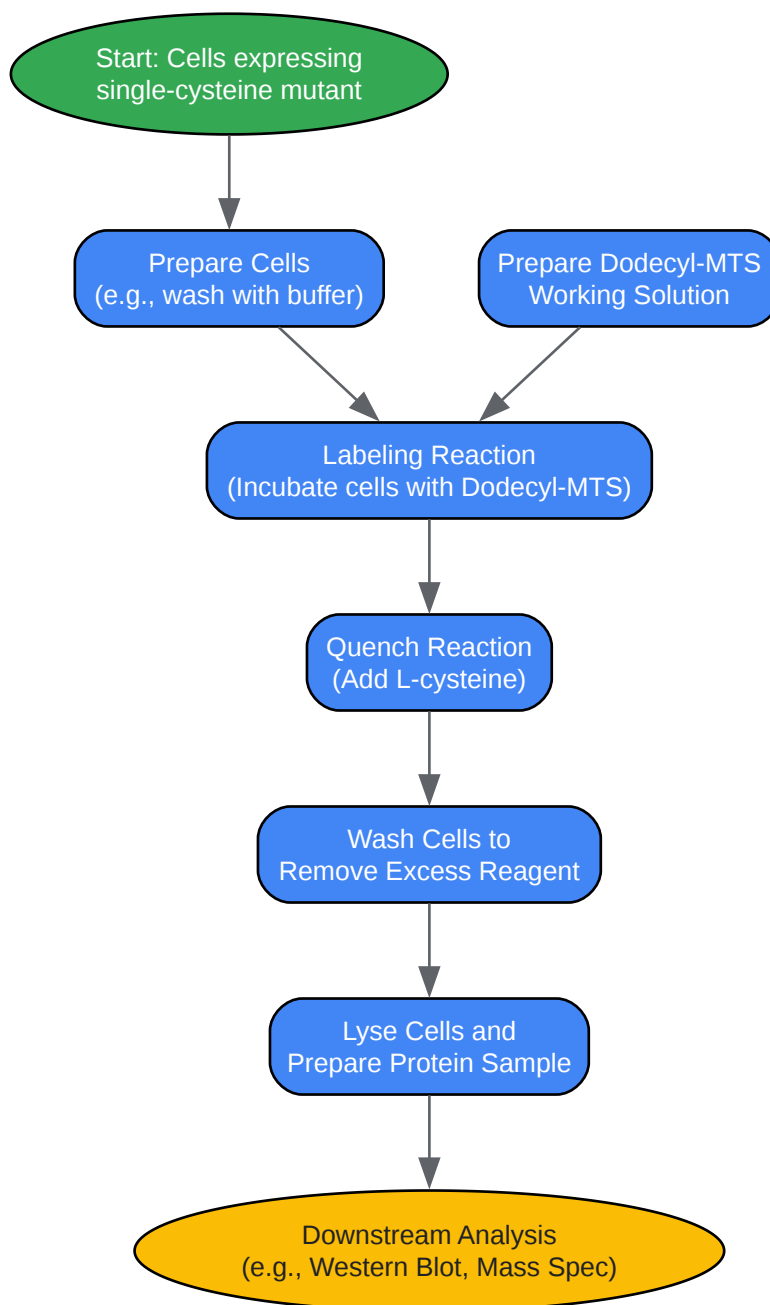 Start: Cells expressing
single-cysteine mutant
Prepare Cells
(e.g., wash with buffer)
Prepare Dodecyl-MTS
Working Solution
Labeling Reaction
(Incubate cells with Dodecyl-MTS)
Quench Reaction
(Add L-cysteine)
Wash Cells to
Remove Excess Reagent
Lyse Cells and
Prepare Protein Sample
Downstream Analysis
(e.g., Western Blot, Mass Spec)